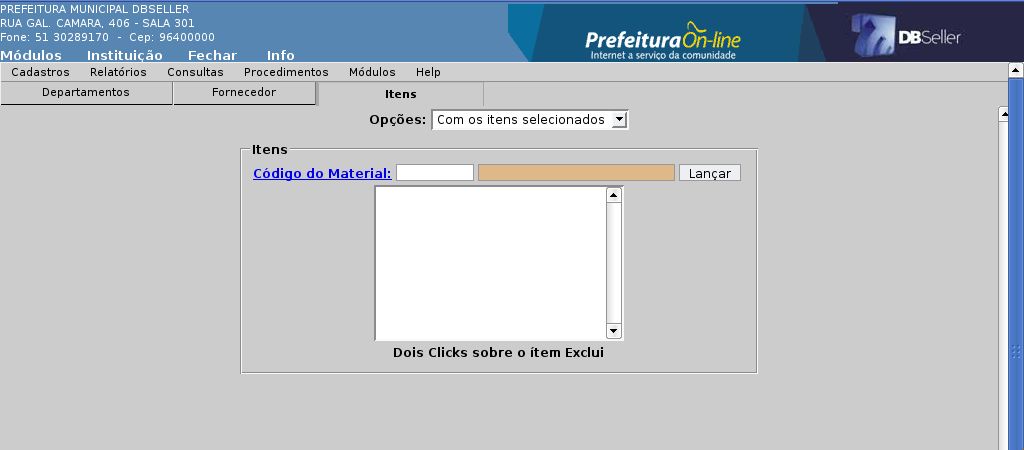 PREFEITURA MUNICIPAL DBSELLER
RUA GAL. CAMARA, 406 - SALA 301
Fone: 51 30289170 - Cep: 96400000
Módulos Instituição Fechar Info
PrefeituraOn-line
Internet a serviço da comunidade
DBSeller
Cadastros Relatórios Consultas Procedimentos Módulos Help
Departamentos Fornecedor Itens
Opções: Com os itens selecionados
Itens
Código do Material: Lançar
Dois Clicks sobre o ítem Exclui